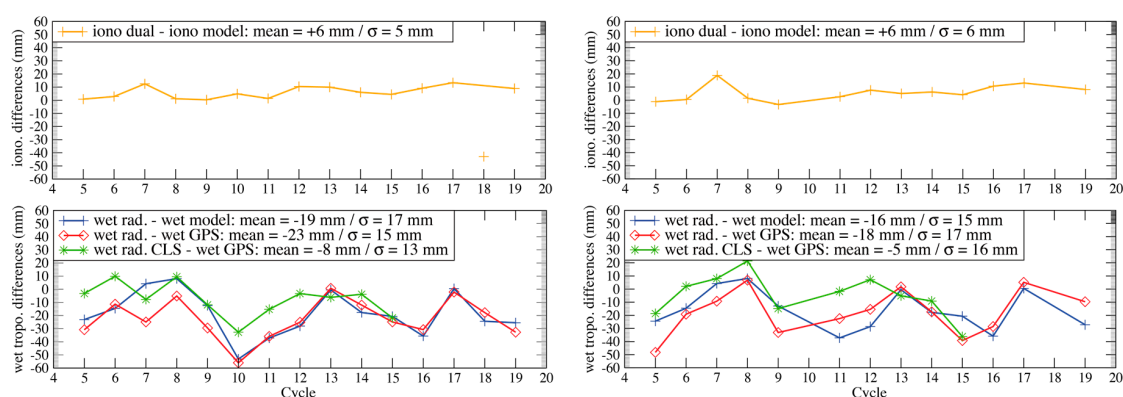 60
50
40
30
20
10
0
-10
-20
-30
-40
-50
-60
iono. differences (mm)
iono dual - iono model: mean = +6 mm / σ = 5 mm
4 5 6 7 8 9 10 11 12 13 14 15 16 17 18 19 20
60
50
40
30
20
10
0
-10
-20
-30
-40
-50
-60
iono. differences (mm)
iono dual - iono model: mean = +6 mm / σ = 6 mm
4 5 6 7 8 9 10 11 12 13 14 15 16 17 18 19 20
60
50
40
30
20
10
0
-10
-20
-30
-40
-50
-60
wet tropo. differences (mm)
wet rad. - wet model: mean = -19 mm / σ = 17 mm
wet rad. - wet GPS: mean = -23 mm / σ = 15 mm
wet rad. CLS - wet GPS: mean = -8 mm / σ = 13 mm
4 5 6 7 8 9 10 11 12 13 14 15 16 17 18 19 20
Cycle
60
50
40
30
20
10
0
-10
-20
-30
-40
-50
-60
wet tropo. differences (mm)
wet rad. - wet model: mean = -16 mm / σ = 15 mm
wet rad. - wet GPS: mean = -18 mm / σ = 17 mm
wet rad. CLS - wet GPS: mean = -5 mm / σ = 16 mm
4 5 6 7 8 9 10 11 12 13 14 15 16 17 18 19 20
Cycle